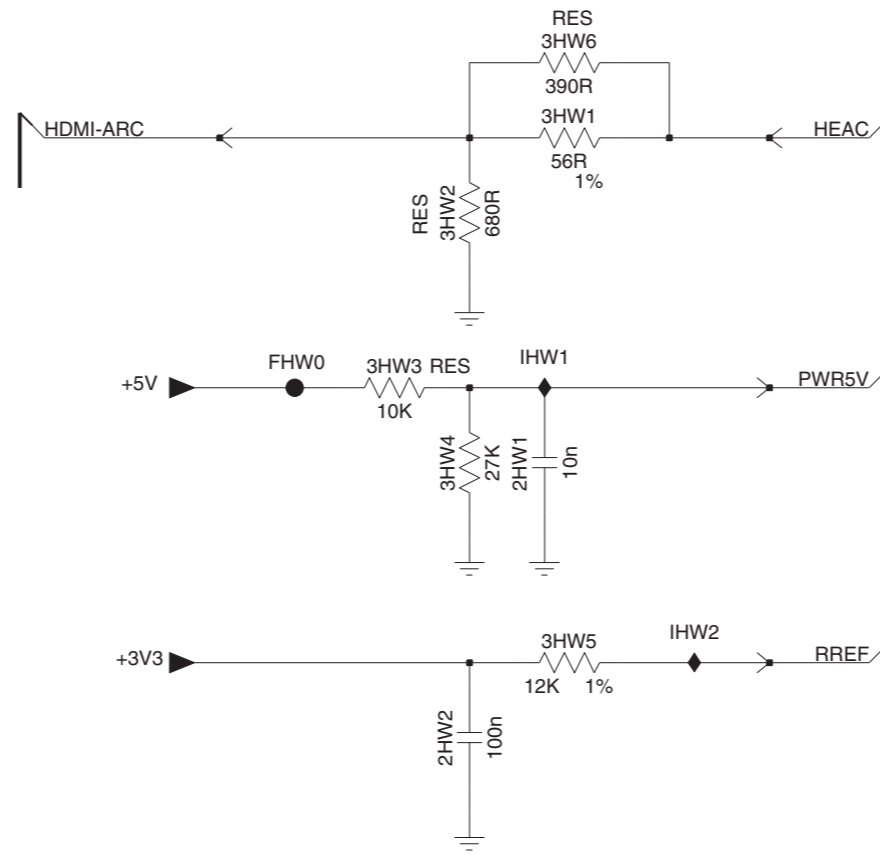 RES
3HW6
390R
HDMI-ARC
3HW1
HEAC
56R
1%
RES
3HW2
680R
+5V
FHW0
3HW3 RES
IHW1
PWR5V
10K
3HW4
27K
2HW1
10n
+3V3
3HW5
IHW2
RREF
12K 1%
2HW2
100n